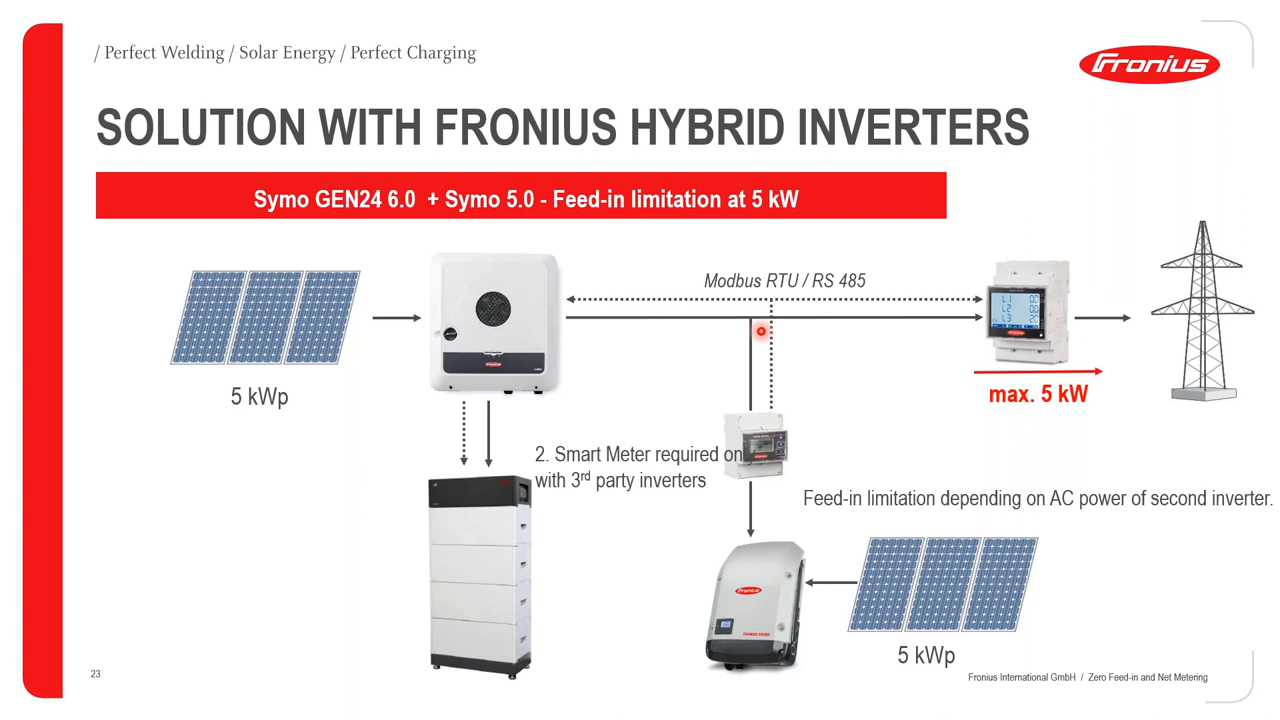 / Perfect Welding / Solar Energy / Perfect Charging
Fronius
SOLUTION WITH FRONIUS HYBRID INVERTERS
Symo GEN24 6.0 + Symo 5.0 - Feed-in limitation at 5 kW
Modbus RTU / RS 485
5 kWp
max. 5 kW
2. Smart Meter required on
with 3rd party inverters
Feed-in limitation depending on AC power of second inverter.
Fronius
5 kWp
23
Fronius International GmbH / Zero Feed-in and Net Metering